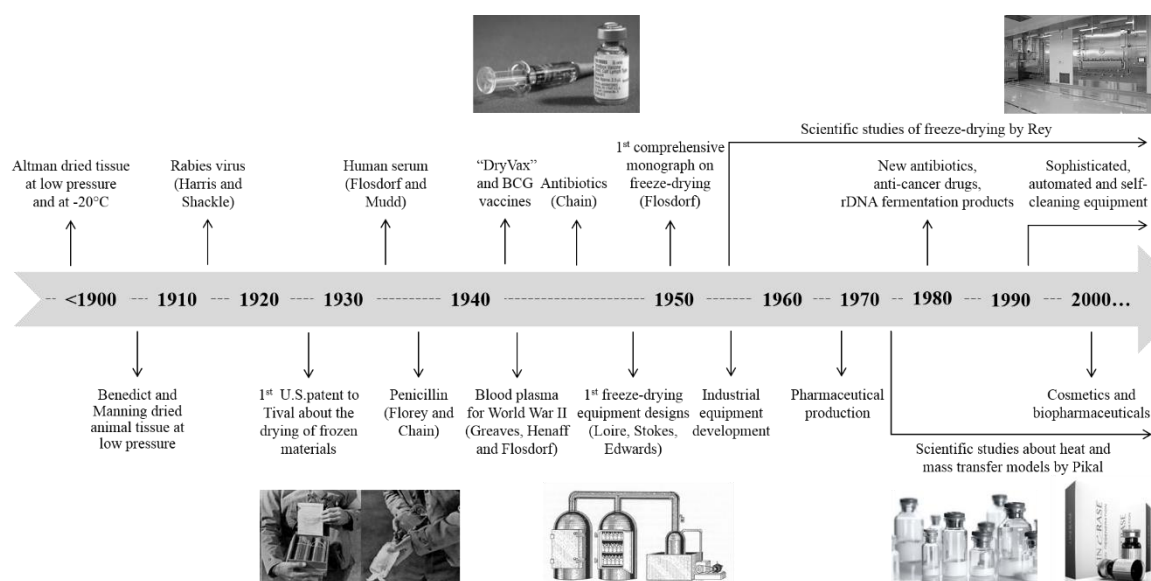 Scientific studies of freeze-drying by Rey
Altman dried tissue
at low pressure
and at -20°C
Rabies virus
(Harris and
Shackle)
Human serum
(Flosdorf and
Mudd)
“DryVax”
and BCG
vaccines
Antibiotics
(Chain)
1st comprehensive
monograph on
freeze-drying
(Flosdorf)
New antibiotics,
anti-cancer drugs,
rDNA fermentation products
Sophisticated,
automated and self-
cleaning equipment
<1900 1910 1920 1930 1940 1950 1960 1970 1980 1990 2000…
Benedict and
Manning dried
animal tissue at
low pressure
1st U.S.patent to
Tival about the
drying of frozen
materials
Penicillin
(Florey and
Chain)
Blood plasma
for World War II
(Greaves, Henaff
and Flosdorf)
1st freeze-drying
equipment designs
(Loire, Stokes,
Edwards)
Industrial
equipment
development
Pharmaceutical
production
Cosmetics and
biopharmaceuticals
Scientific studies about heat and
mass transfer models by Pikal